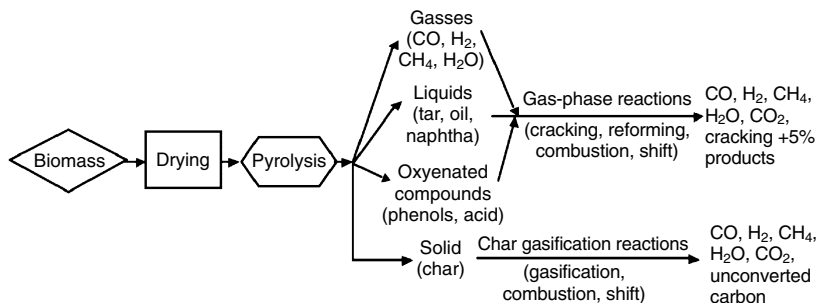 Biomass
Drying
Pyrolysis
Gasses
(CO, H₂,
CH₄, H₂O)
Liquids
(tar, oil,
naphtha)
Oxyenated
compounds
(phenols, acid)
Solid
(char)
Gas-phase reactions
(cracking, reforming,
combustion, shift)
CO, H₂, CH₄,
H₂O, CO₂,
cracking +5%
products
Char gasification reactions
(gasification,
combustion, shift)
CO, H₂, CH₄,
H₂O, CO₂,
unconverted
carbon